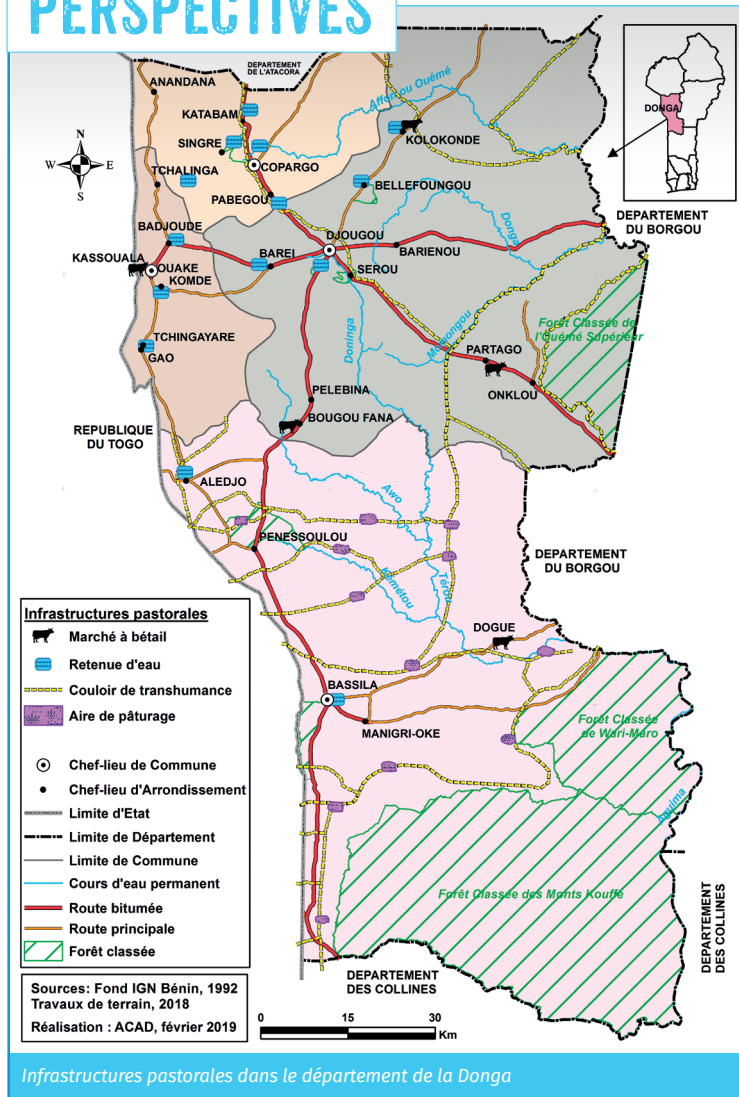 PERSPECTIVES
DEPARTEMENT
DE L'ATACORA
ANANDANA
KATABAM
Affon ou Ouémé
DONGA
SINGRE
KOLOKONDE
N
W
E
S
COPARGO
TCHALINGA
BELLEFOUNGOU
PABEGOU
DEPARTEMENT
DU BORGOU
BADJOUDE
DJOUGOU
Donga
BARIENOU
KASSOUALA
BAREI
OUAKE
SEROU
KOMDE
Forêt Classée de
l'Ouémé Supérieur
Doninga
TCHINGAYARE
GAO
PARTAGO
ONKLOU
PELEBINA
BOUGOU FANA
REPUBLIQUE
DU TOGO
ALEDJO
Awo
PENESSOULOU
DEPARTEMENT
DU BORGOU
Kémétou
Térou
DOGUE
BASSILA
MANIGRI-OKE
Forêt Classée
de Wari-Maro
Aguima
Forêt Classée des Monts Kouffé
DEPARTEMENT
DES COLLINES
DEPARTEMENT
DES COLLINES
Infrastructures pastorales
Marché à bétail
Retenue d'eau
Couloir de transhumance
Aire de pâturage
Chef-lieu de Commune
Chef-lieu d'Arrondissement
Limite d'Etat
Limite de Département
Limite de Commune
Cours d'eau permanent
Route bitumée
Route principale
Forêt classée
Sources: Fond IGN Bénin, 1992
Travaux de terrain, 2018
Réalisation : ACAD, février 2019
0 15 30
Km
Infrastructures pastorales dans le département de la Donga